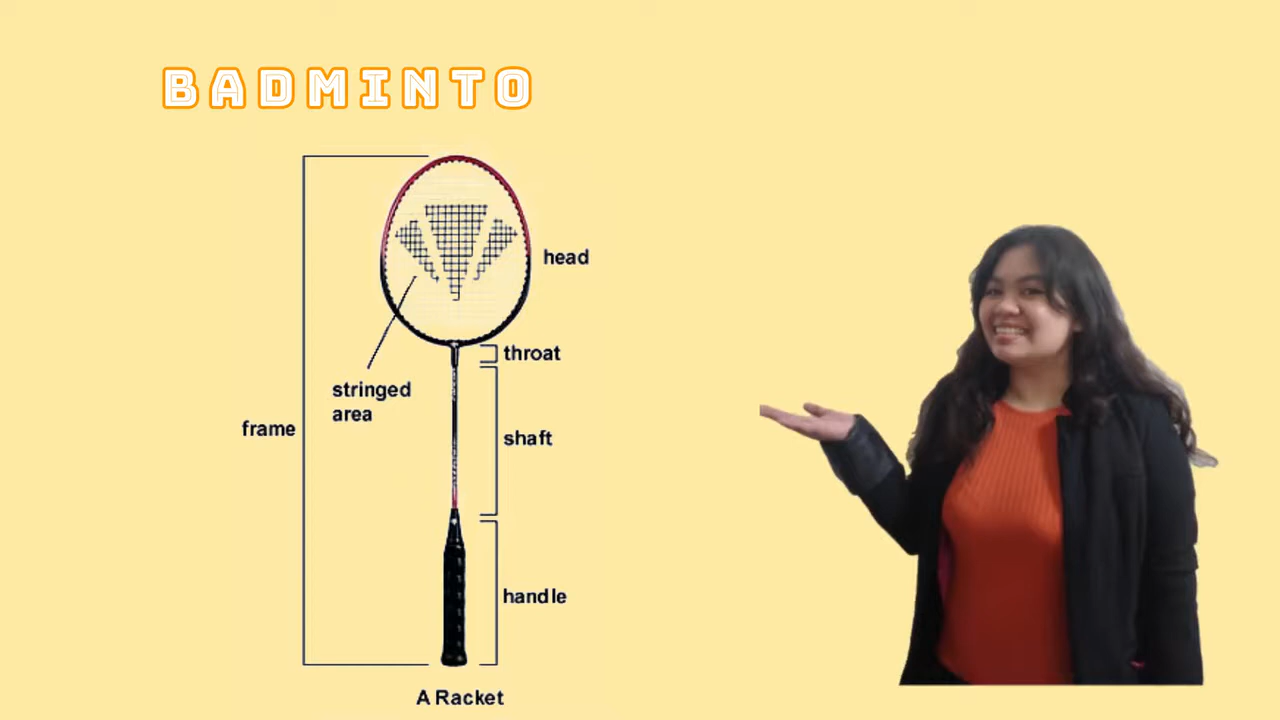 BADMINTO
head
throat
stringed
area
frame
shaft
handle
A Racket